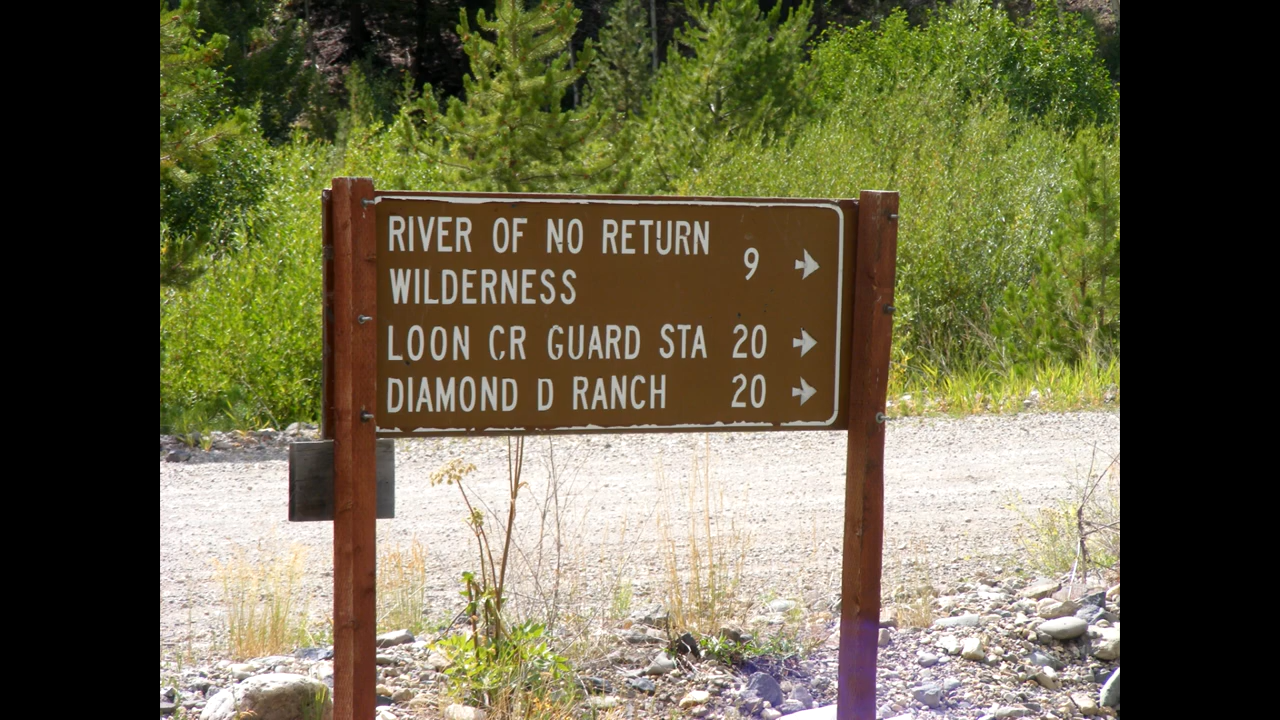 RIVER OF NO RETURN
WILDERNESS 9
LOON CR GUARD STA 20
DIAMOND D RANCH 20